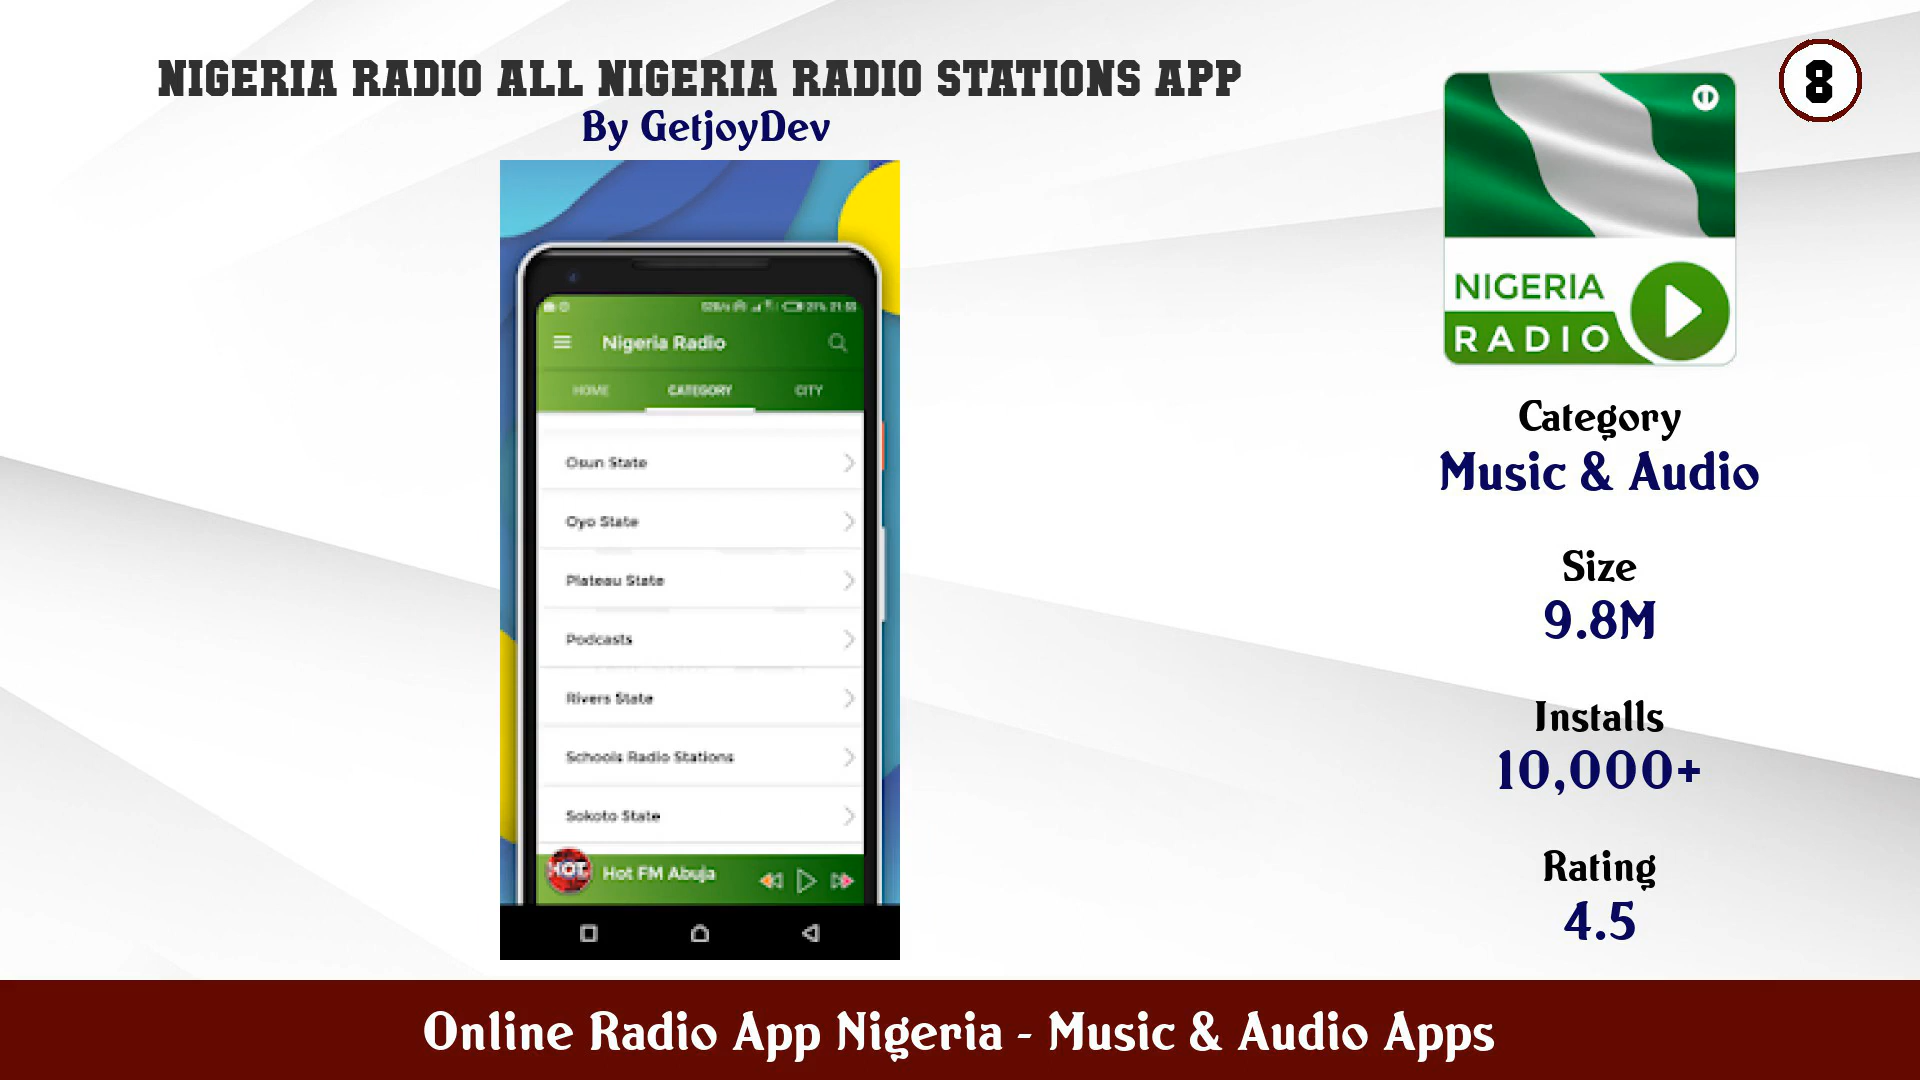 NIGERIA RADIO ALL NIGERIA RADIO STATIONS APP
By GetjoyDev
8
NIGERIA
RADIO
Nigeria Radio
HOME CATEGORY CITY
Osun State
Oyo State
Plateau State
Podcasts
Rivers State
Schools Radio Stations
Sokoto State
HOT
Hot FM Abuja
Category
Music & Audio
Size
9.8M
Installs
10,000+
Rating
4.5
Online Radio App Nigeria - Music & Audio Apps